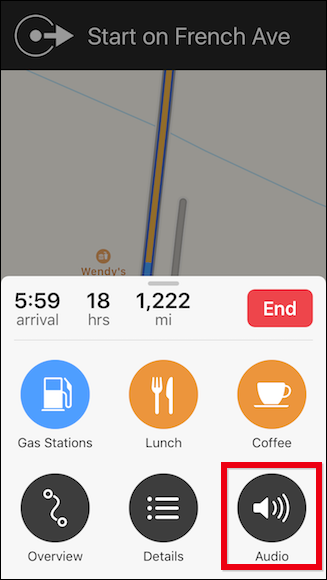 Start on French Ave
Wendy's
5:59 18 1,222 End
arrival hrs mi
Gas Stations Lunch Coffee
Overview Details Audio